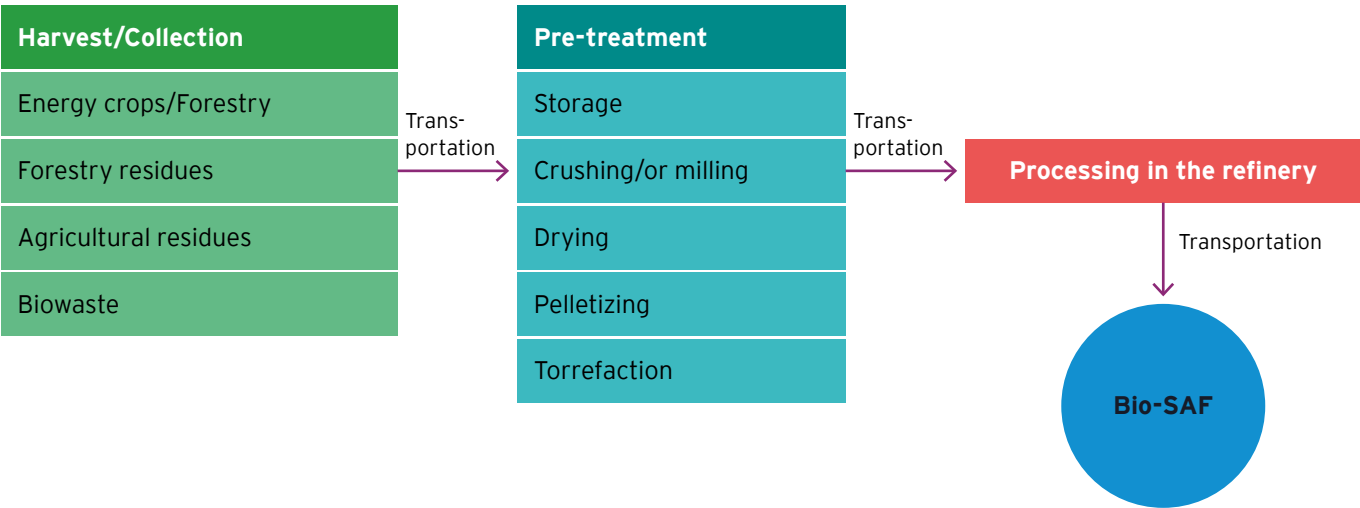 Harvest/Collection
Energy crops/Forestry
Forestry residues
Agricultural residues
Biowaste
Trans-
portation
Pre-treatment
Storage
Crushing/or milling
Drying
Pelletizing
Torrefaction
Trans-
portation
Processing in the refinery
Transportation
Bio-SAF